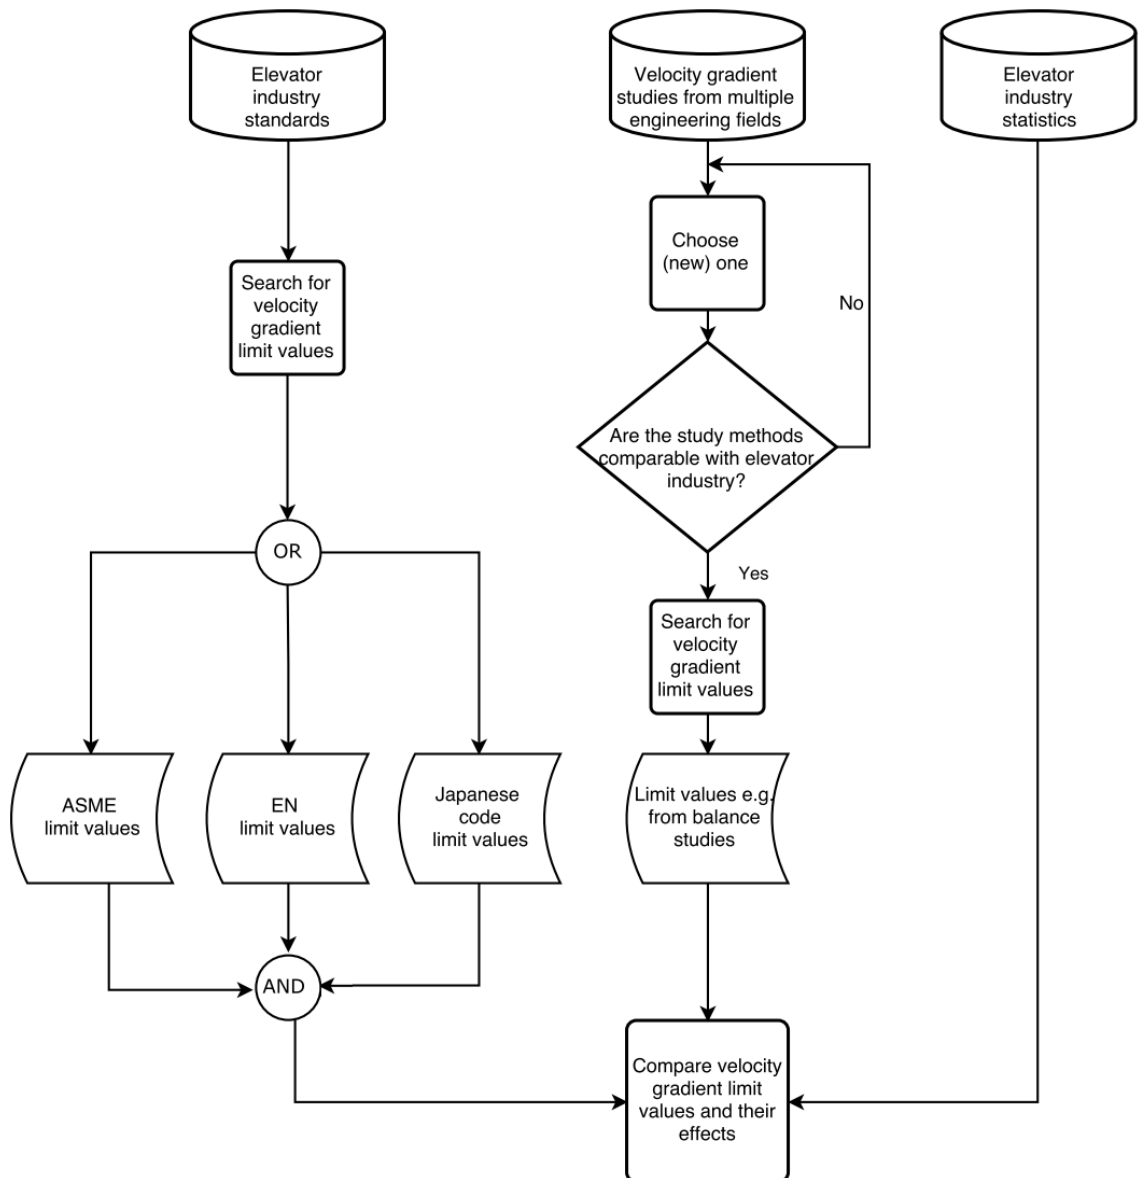 Elevator
industry
standards
Velocity gradient
studies from multiple
engineering fields
Elevator
industry
statistics
Choose
(new) one
No
Search for
velocity
gradient
limit values
Are the study methods
comparable with elevator
industry?
OR
Yes
Search for
velocity
gradient
limit values
ASME
limit values
EN
limit values
Japanese
code
limit values
Limit values e.g.
from balance
studies
AND
Compare velocity
gradient limit
values and their
effects